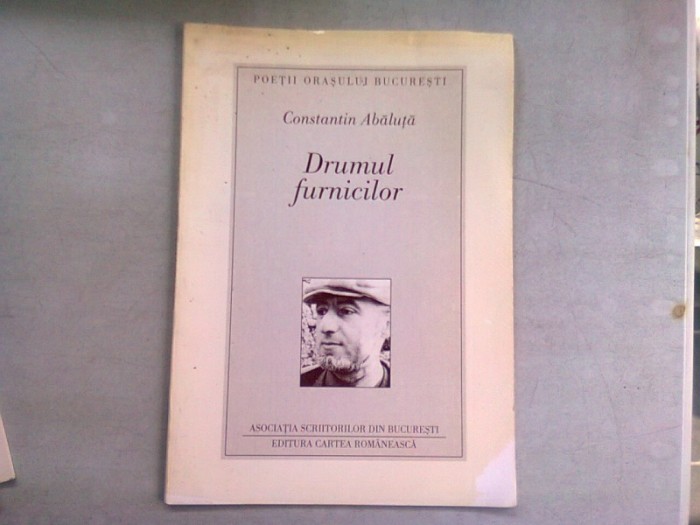 POEȚII ORAȘULUI BUCUREȘTI
Constantin Abăluță
Drumul
furnicilor
ASOCIAȚIA SCRIITORILOR DIN BUCUREȘTI
EDITURA CARTEA ROMÂNEASCĂ